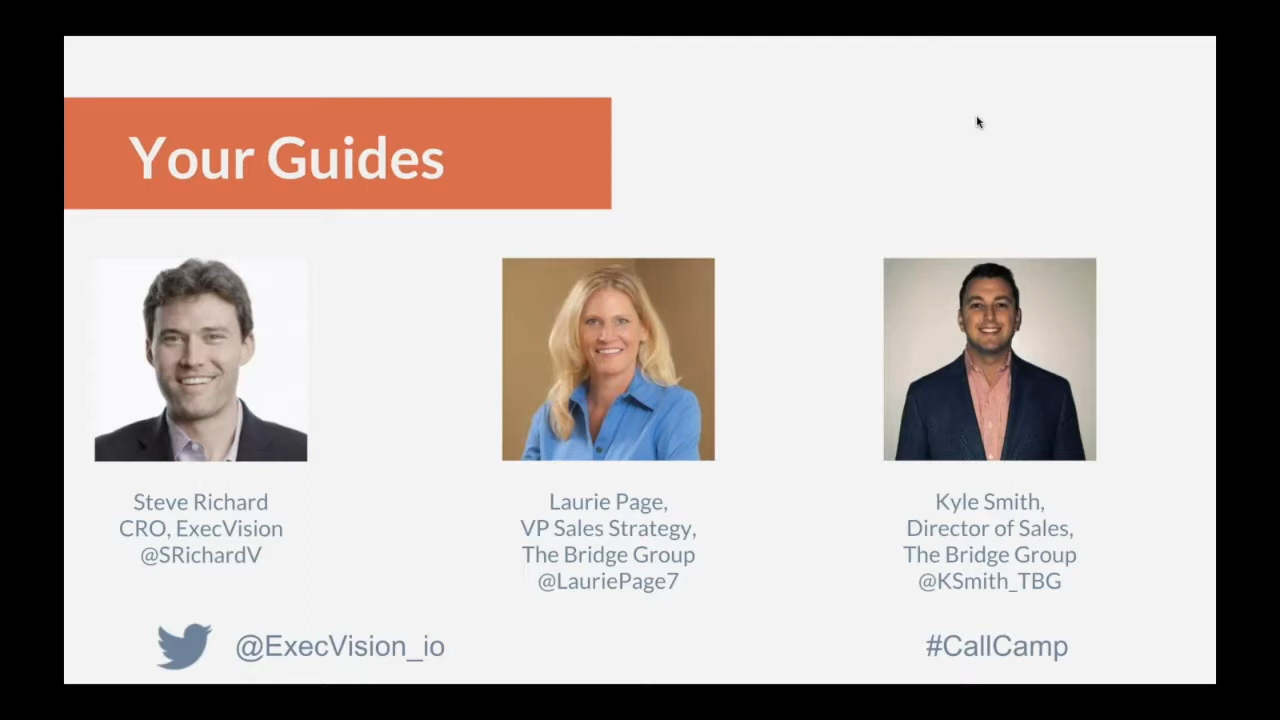 Your Guides
Steve Richard
CRO, ExecVision
@SRichardV
Laurie Page,
VP Sales Strategy,
The Bridge Group
@LauriePage7
Kyle Smith,
Director of Sales,
The Bridge Group
@KSmith_TBG
@ExecVision_io
#CallCamp